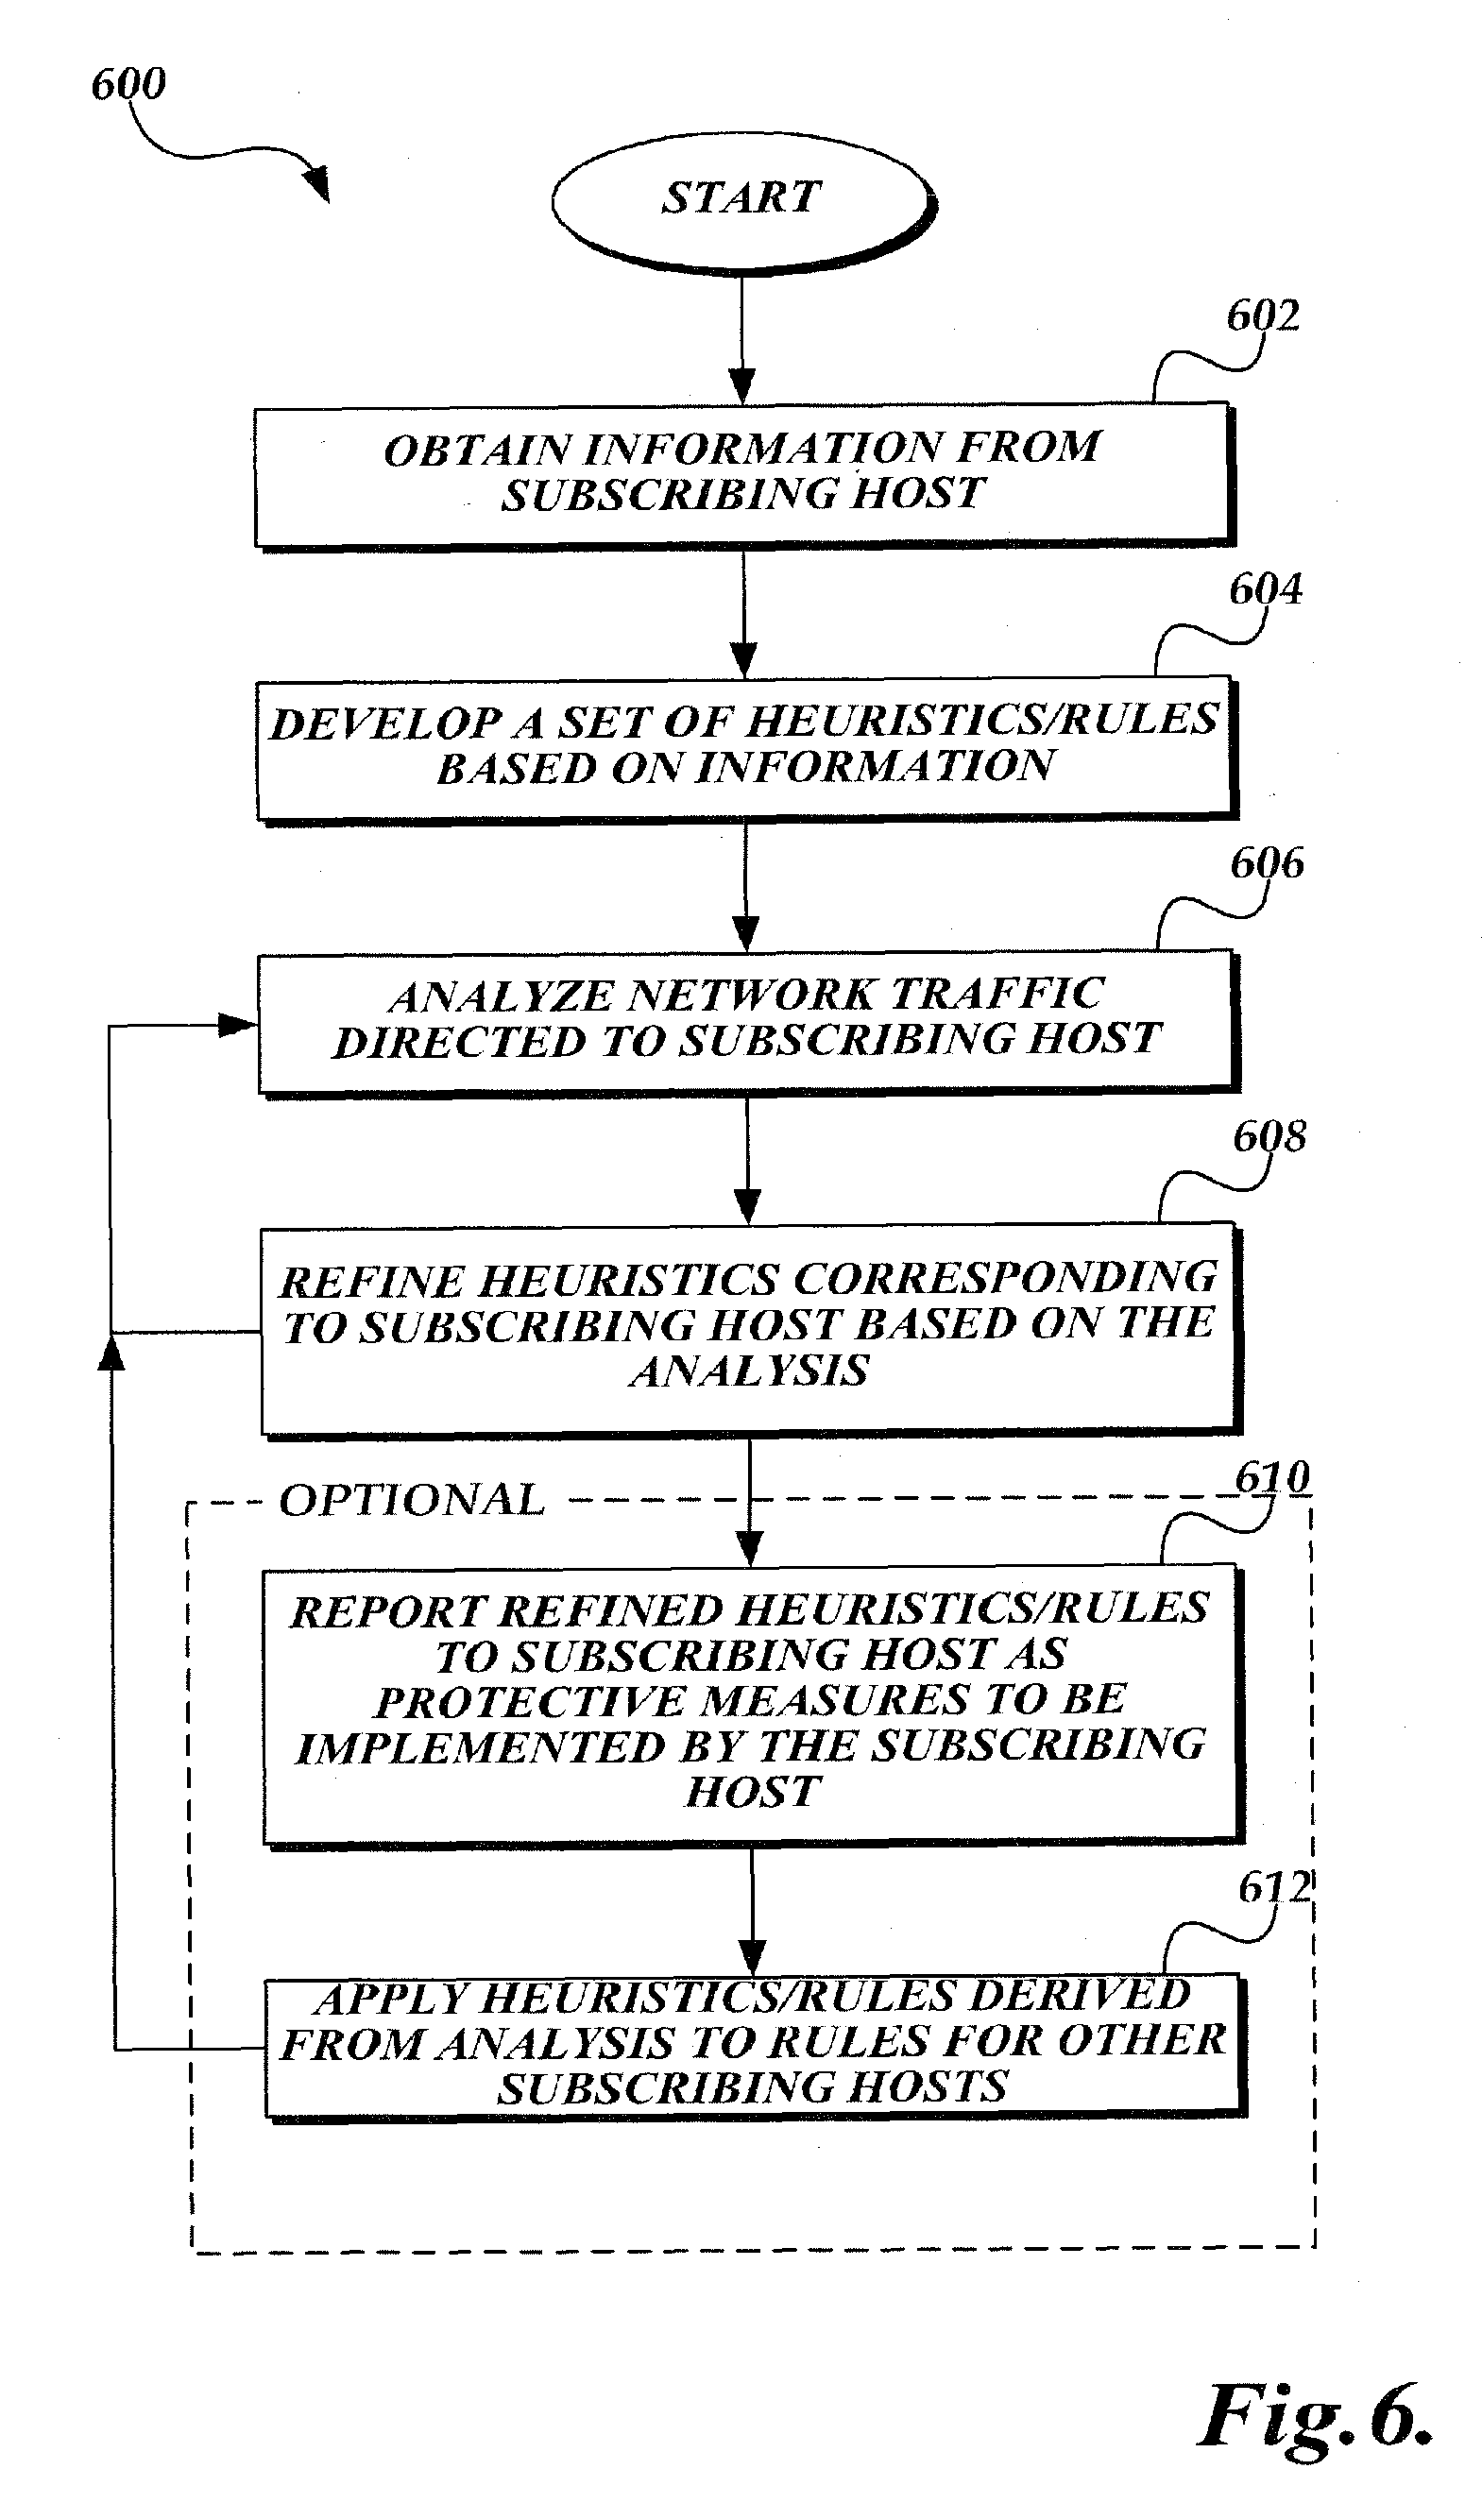 600
START
602
OBTAIN INFORMATION FROM
SUBSCRIBING HOST
604
DEVELOP A SET OF HEURISTICS/RULES
BASED ON INFORMATION
606
ANALYZE NETWORK TRAFFIC
DIRECTED TO SUBSCRIBING HOST
608
REFINE HEURISTICS CORRESPONDING
TO SUBSCRIBING HOST BASED ON THE
ANALYSIS
OPTIONAL
610
REPORT REFINED HEURISTICS/RULES
TO SUBSCRIBING HOST AS
PROTECTIVE MEASURES TO BE
IMPLEMENTED BY THE SUBSCRIBING
HOST
612
APPLY HEURISTICS/RULES DERIVED
FROM ANALYSIS TO RULES FOR OTHER
SUBSCRIBING HOSTS
Fig. 6.